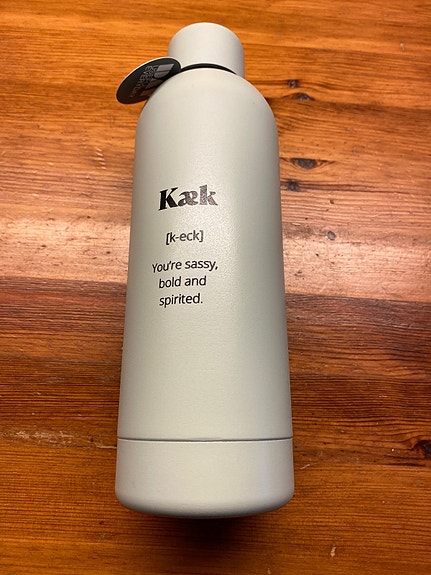 Kæk
[k-eck]
You're sassy,
bold and
spirited.